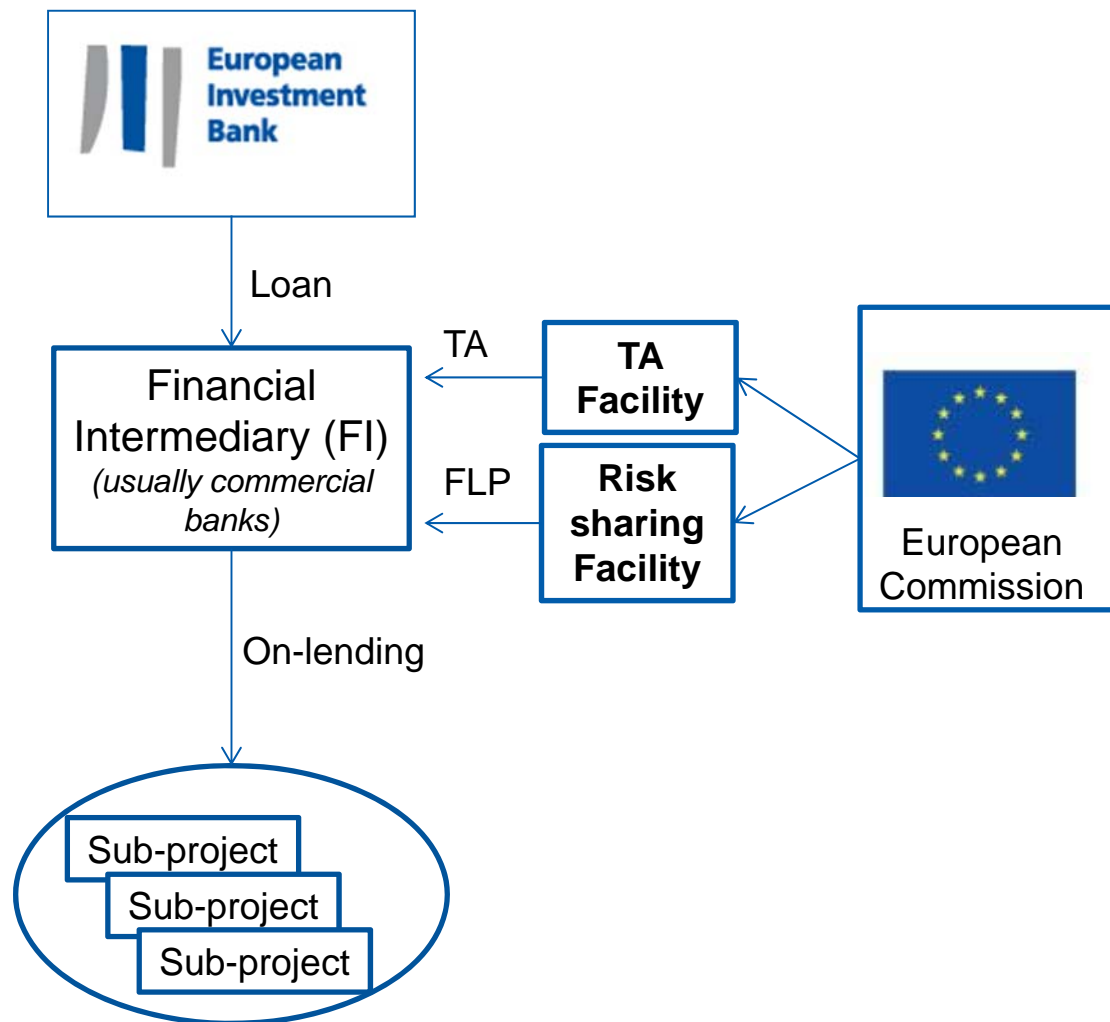 European
Investment
Bank
Loan
Financial
Intermediary (FI)
(usually commercial
banks)
TA
TA
Facility
FLP
Risk
sharing
Facility
European
Commission
On-lending
Sub-project
Sub-project
Sub-project